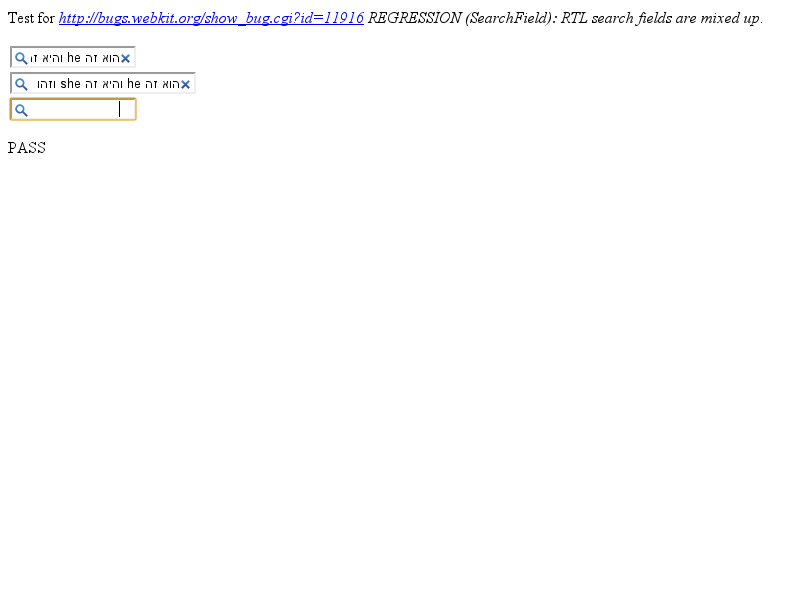 Test for http://bugs.webkit.org/show_bug.cgi?id=11916 REGRESSION (SearchField): RTL search fields are mixed up.
הוא זה he והיא
הוא זה he והיא זה she וזהו
PASS